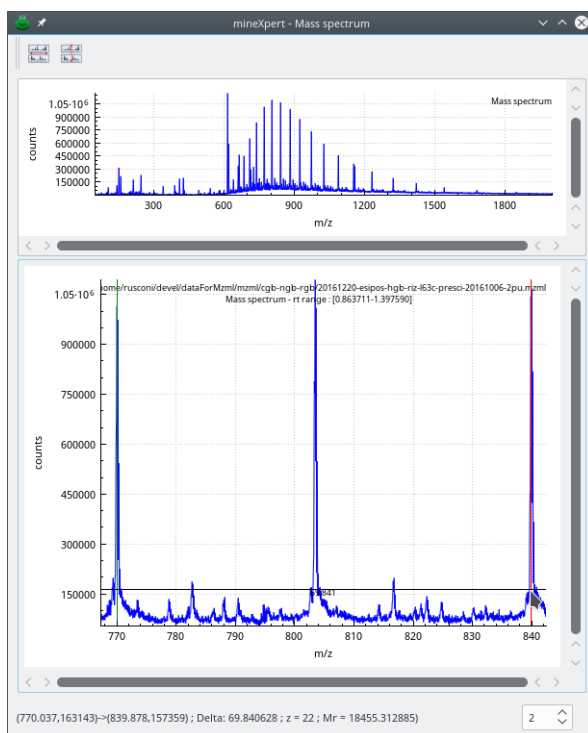 mineXpert - Mass spectrum
Mass spectrum
counts
1.05·10⁶
900000
750000
600000
450000
300000
150000
300 600 900 1200 1500 1800
m/z
home/rusconi/devel/dataForMzml/mzml/cgb-ngb-rgb/20161220-esipos-hgb-riz-l63c-presci-20161006-2pu.mzml
Mass spectrum - rt range : [0.863711-1.397590]
counts
1.05·10⁶
900000
750000
600000
450000
300000
150000
770 780 790 800 810 820 830 840
m/z
(770.037,163143)->(839.878,157359) ; Delta: 69.840628 ; z = 22 ; Mr = 18455.312885)
2